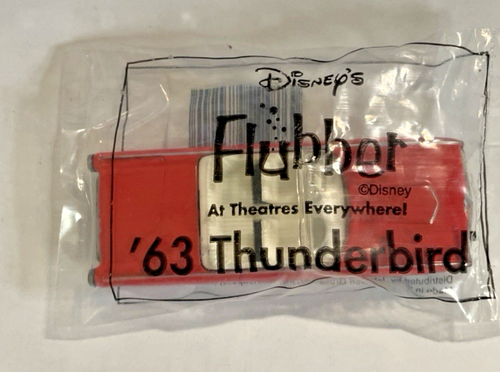 Disney's
Flubber
©Disney
At Theatres Everywhere!
'63 Thunderbird